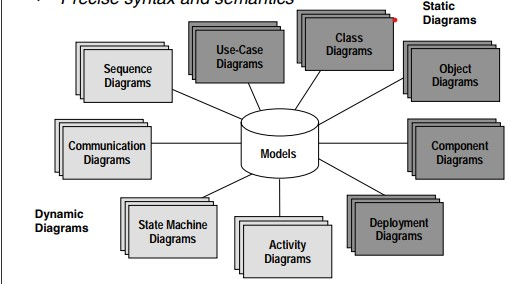 Precise syntax and semantics
Static
Diagrams
Class
Diagrams
Use-Case
Diagrams
Sequence
Diagrams
Object
Diagrams
Communication
Diagrams
Models
Component
Diagrams
Dynamic
Diagrams
State Machine
Diagrams
Activity
Diagrams
Deployment
Diagrams